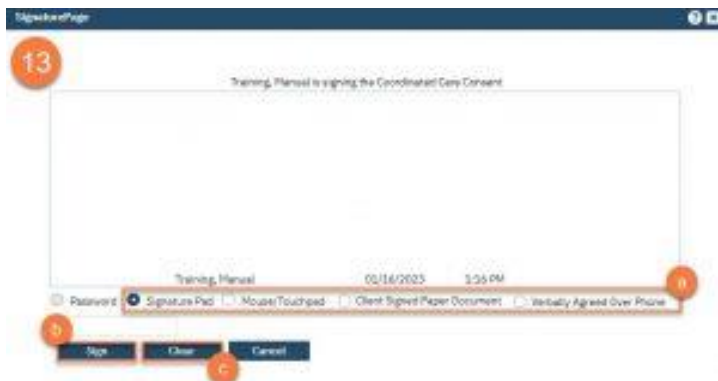 SignaturePage
13
Training, Manual is signing the Coordinated Care Consent
Training, Manual 01/16/2023 1:16 PM
a
Password Signature Pad Mouse/Touchpad Client Signed Paper Document Verbally Agreed Over Phone
b
Sign Clear Cancel
c